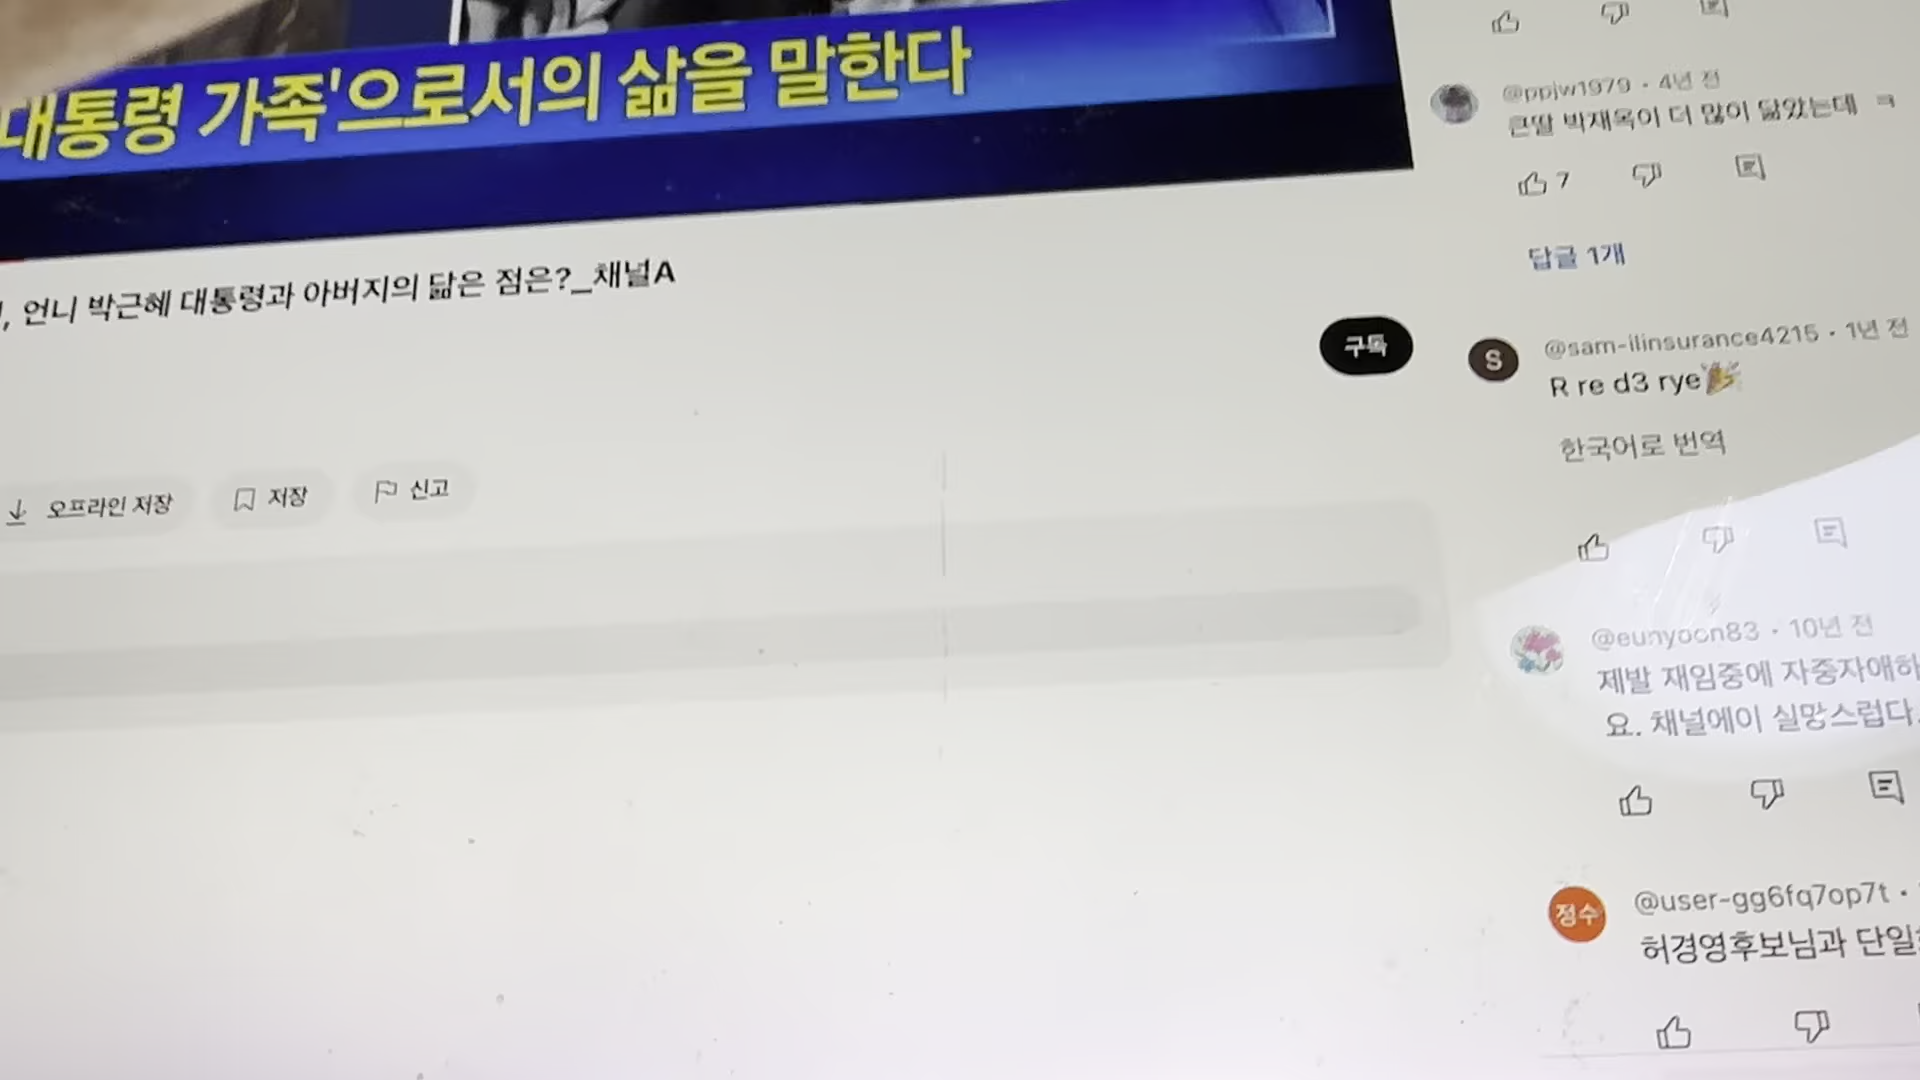 대통령 가족'으로서의 삶을 말한다
, 언니 박근혜 대통령과 아버지의 닮은 점은?_채널A
구독
오프라인 저장
저장
신고
@ppjw1979 · 4년 전
큰딸 박재옥이 더 많이 닮았는데 ㅋ
7
답글 1개
S
@sam-ilinsurance4215 · 1년 전
R re d3 rye🎉
한국어로 번역
@eunyoon83 · 10년 전
제발 재임중에 자중자애하
요. 채널에이 실망스럽다.
정수
@user-gg6fq7op7t ·
허경영후보님과 단일